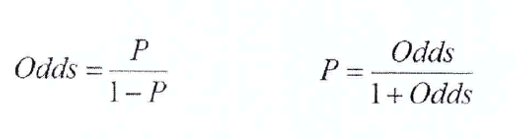 Odds = P / 1 − P
P = Odds / 1 + Odds